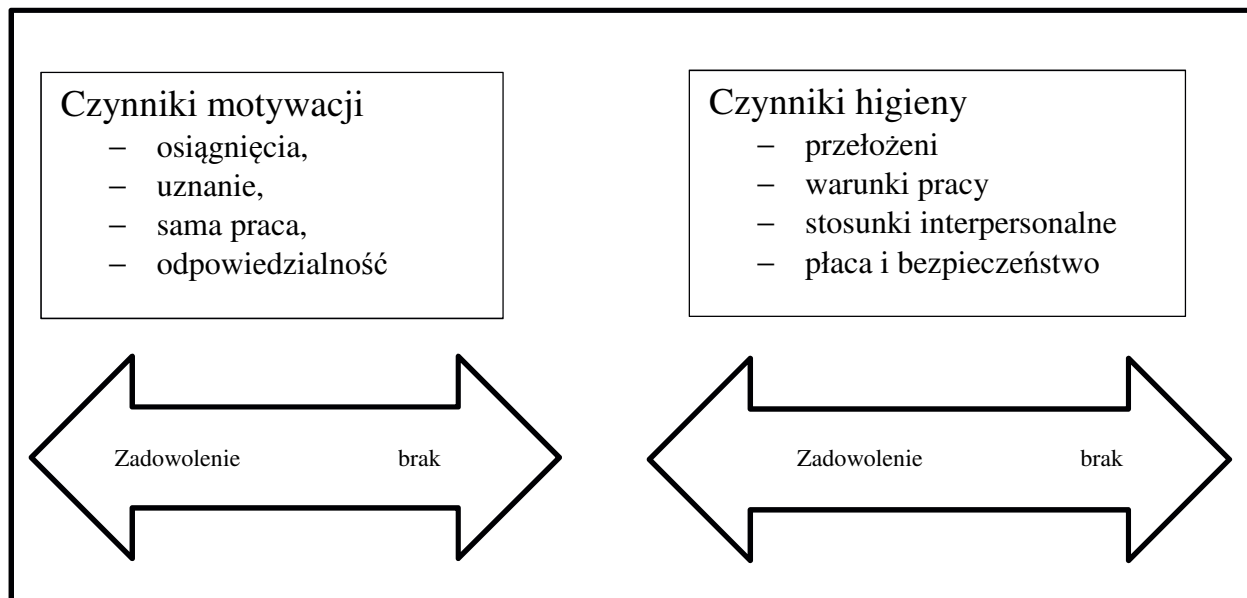 Czynniki motywacji
– osiągnięcia,
– uznanie,
– sama praca,
– odpowiedzialność
Czynniki higieny
– przełożeni
– warunki pracy
– stosunki interpersonalne
– płaca i bezpieczeństwo
Zadowolenie brak
Zadowolenie brak